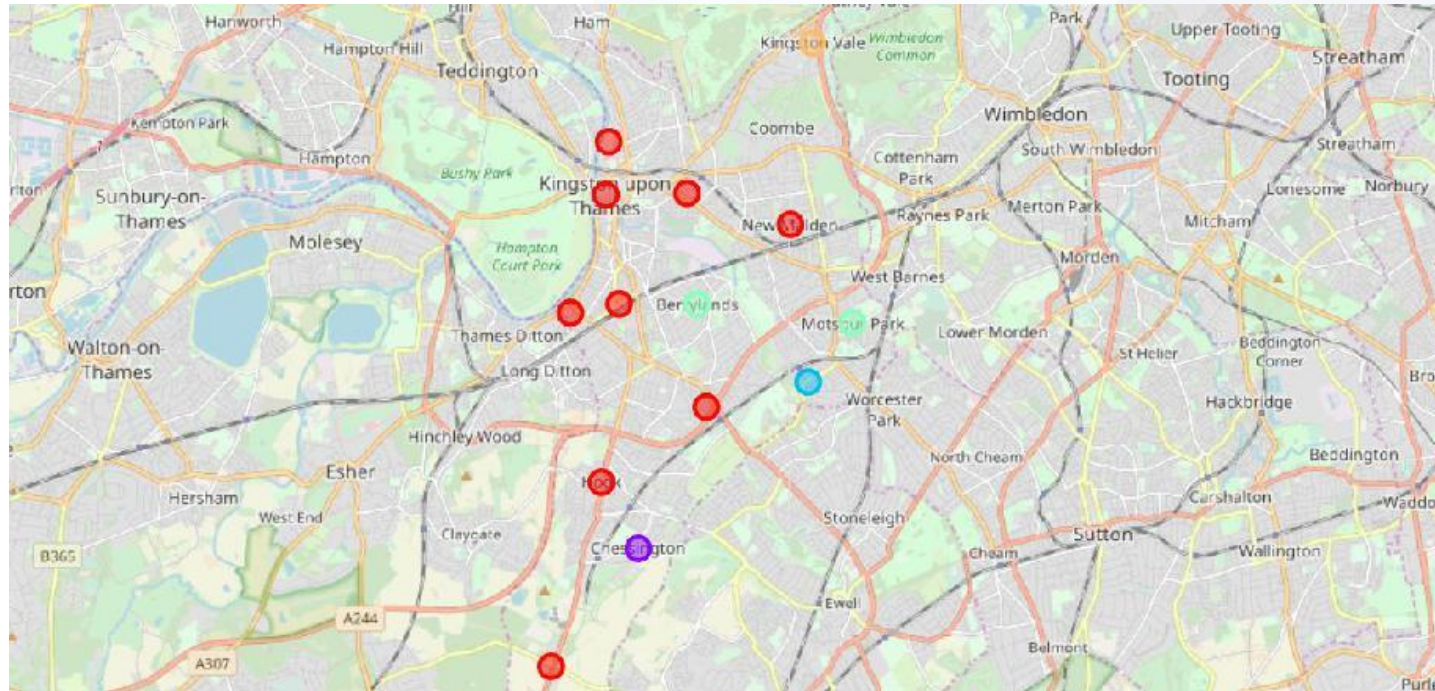 Hanworth
Hampton Hill
Ham
Teddington
Kingston Vale
Wimbledon
Common
Park
Upper Tooting
Streatham
Tooting
Kempton Park
Hampton
Bushy Park
Coombe
Wimbledon
Cottenham
Park
South Wimbledon
Streatham
Sunbury-on-
Thames
Kingston upon
Thames
Lonesome
Norbury
Molesey
Hampton
Court Park
New Malden
Raynes Park
Merton Park
Mitcham
Morden
West Barnes
Berrylands
Motspur Park
Lower Morden
Thames Ditton
Walton-on-
Thames
Long Ditton
St Helier
Beddington
Corner
Hackbridge
Worcester
Park
Hinchley Wood
Esher
Hersham
North Cheam
Beddington
Carshalton
Hook
West End
Claygate
Chessington
Stoneleigh
Cheam
Sutton
Wallington
B365
A244
Ewell
Belmont
A307